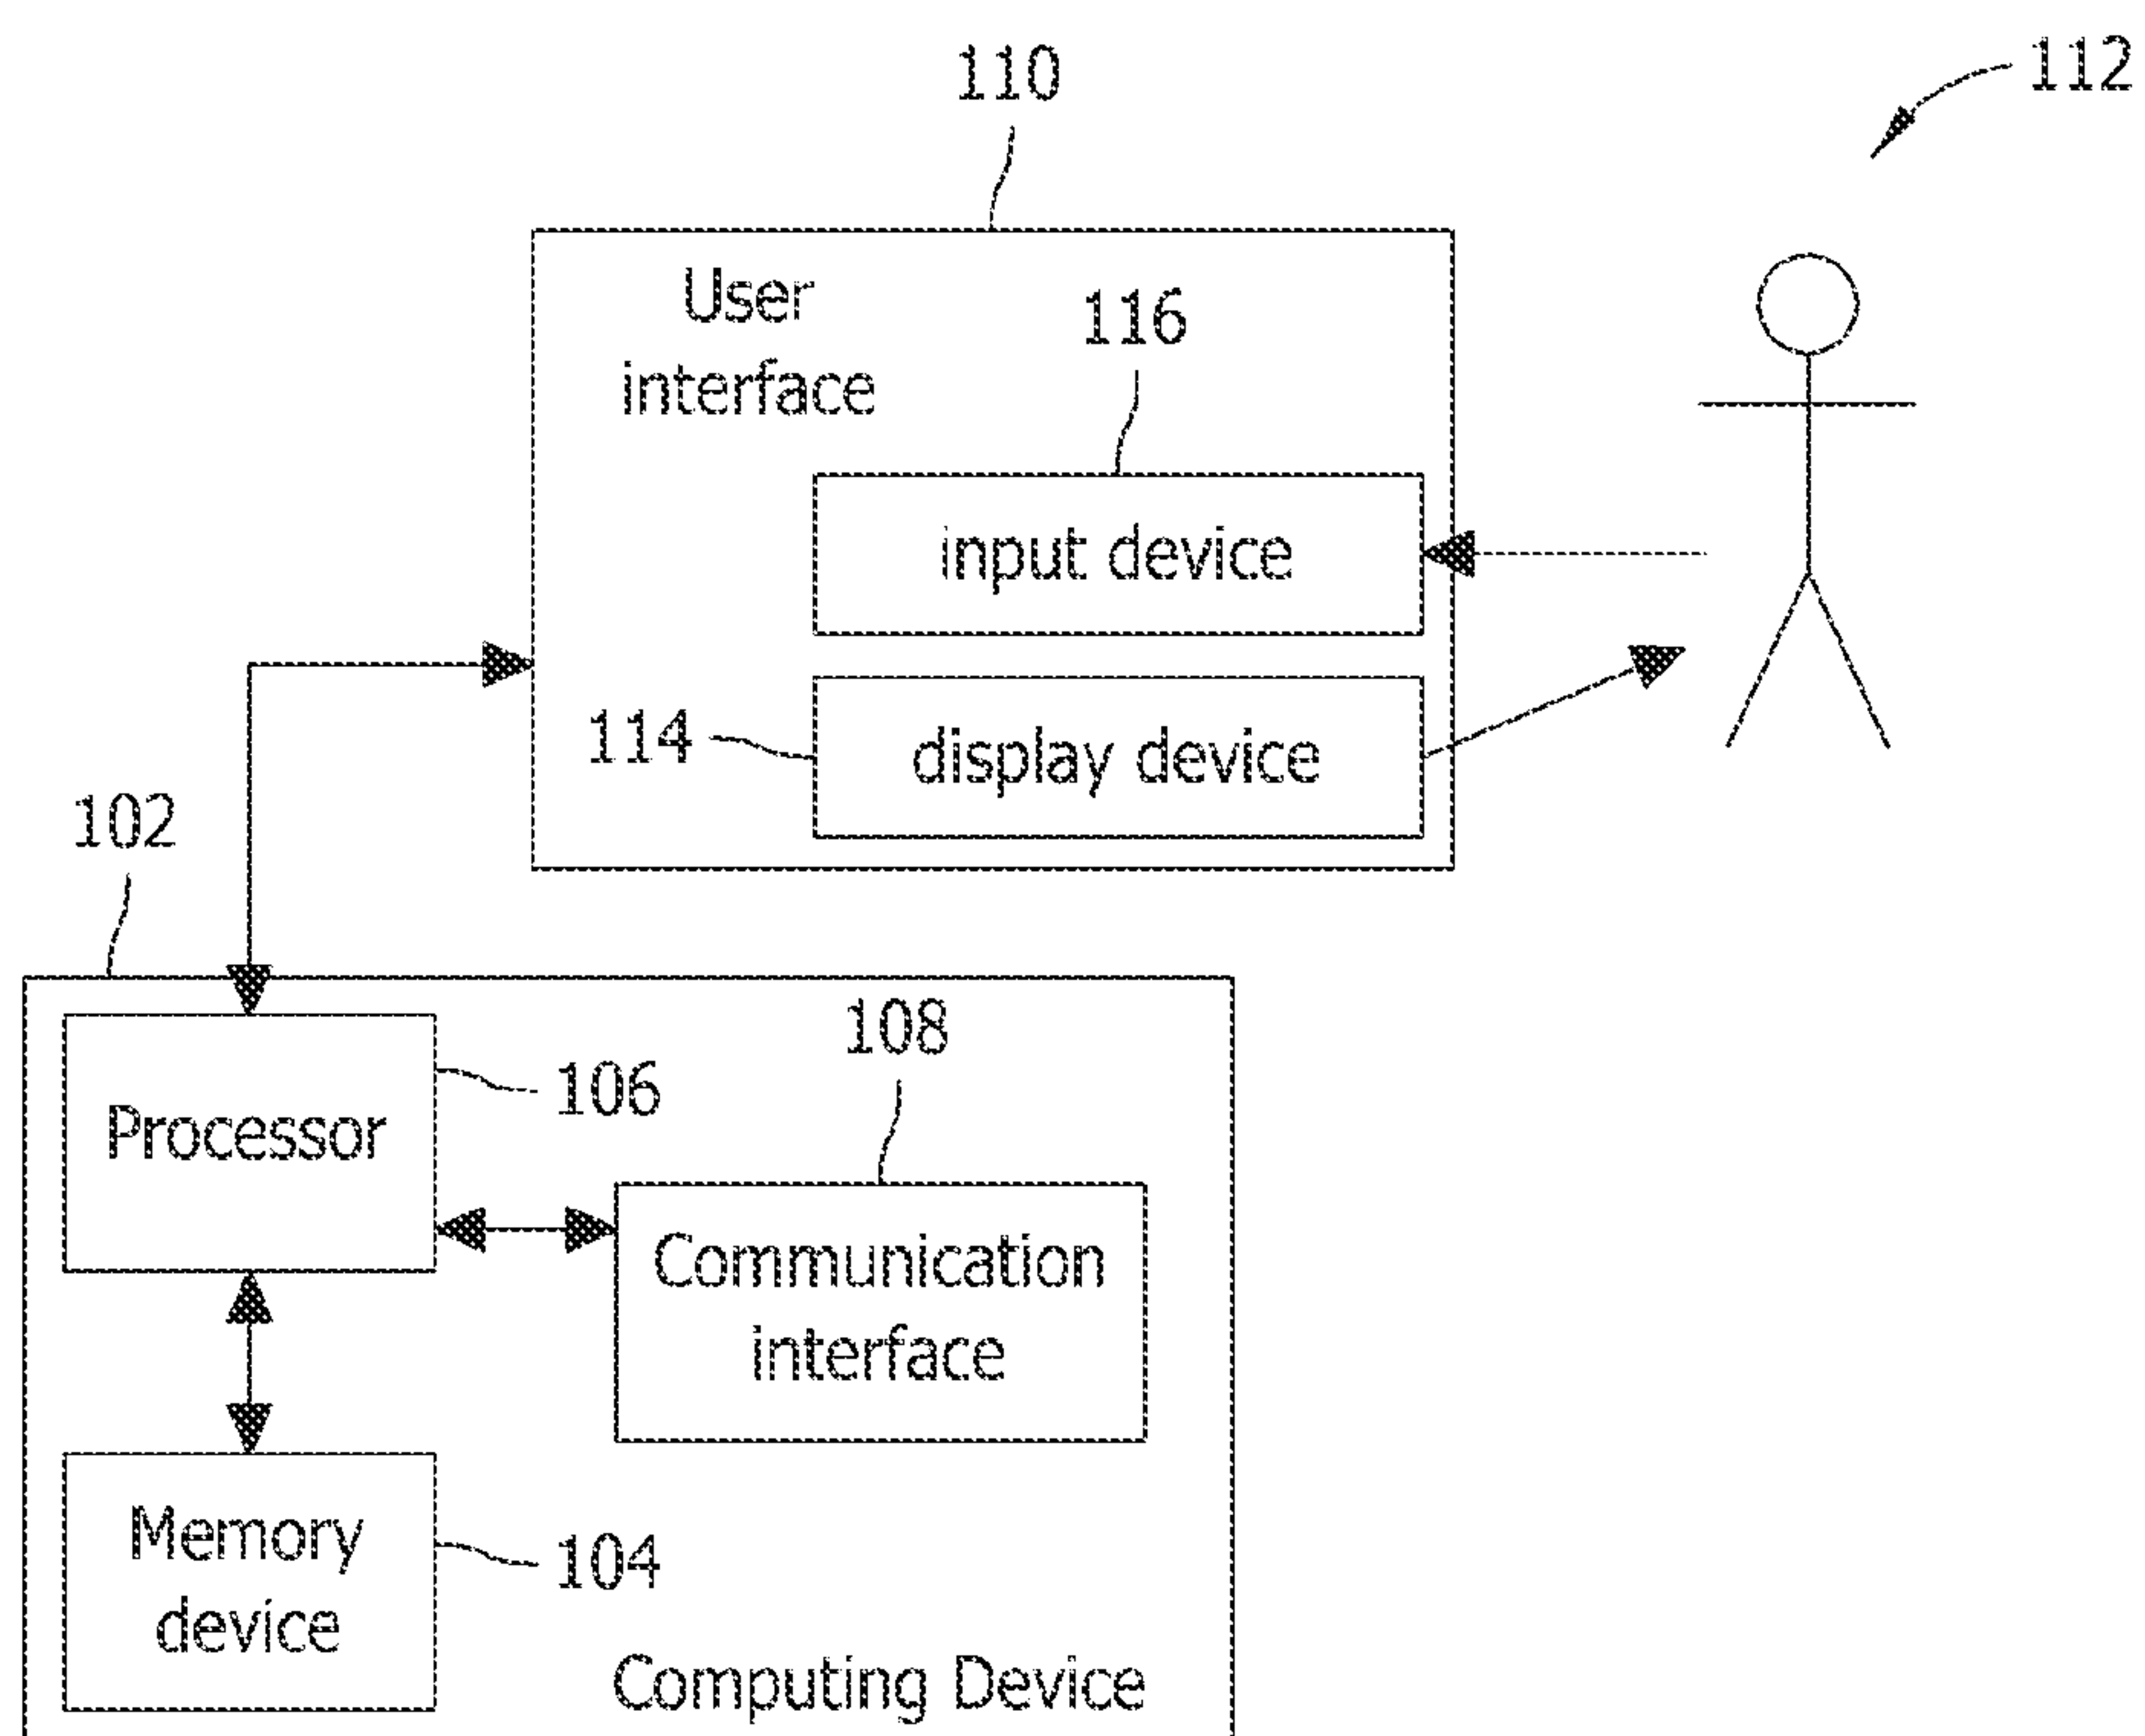 110
112
User
interface
116
input device
114
display device
102
108
106
Processor
Communication
interface
Memory
device
104
Computing Device